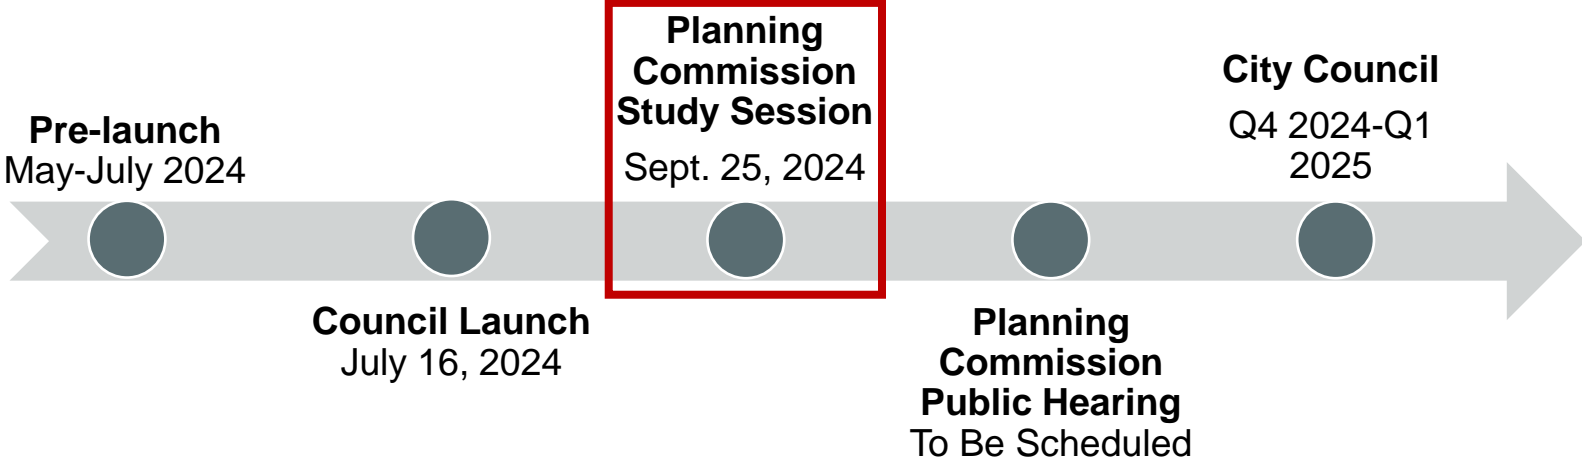 Pre-launch
May-July 2024
Council Launch
July 16, 2024
Planning
Commission
Study Session
Sept. 25, 2024
Planning
Commission
Public Hearing
To Be Scheduled
City Council
Q4 2024-Q1
2025